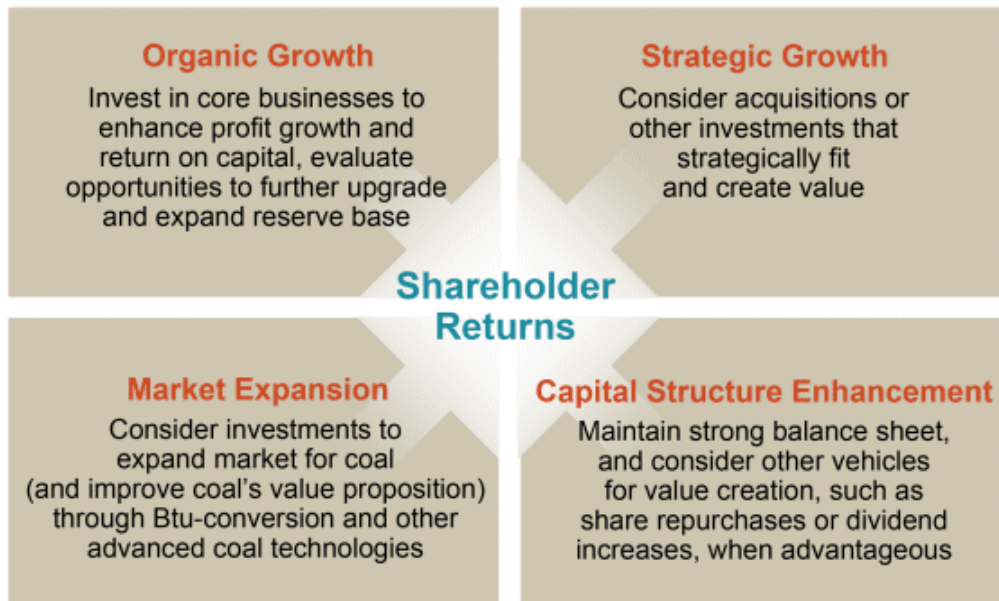 Organic Growth
Invest in core businesses to
enhance profit growth and
return on capital, evaluate
opportunities to further upgrade
and expand reserve base
Strategic Growth
Consider acquisitions or
other investments that
strategically fit
and create value
Shareholder
Returns
Market Expansion
Consider investments to
expand market for coal
(and improve coal's value proposition)
through Btu-conversion and other
advanced coal technologies
Capital Structure Enhancement
Maintain strong balance sheet,
and consider other vehicles
for value creation, such as
share repurchases or dividend
increases, when advantageous